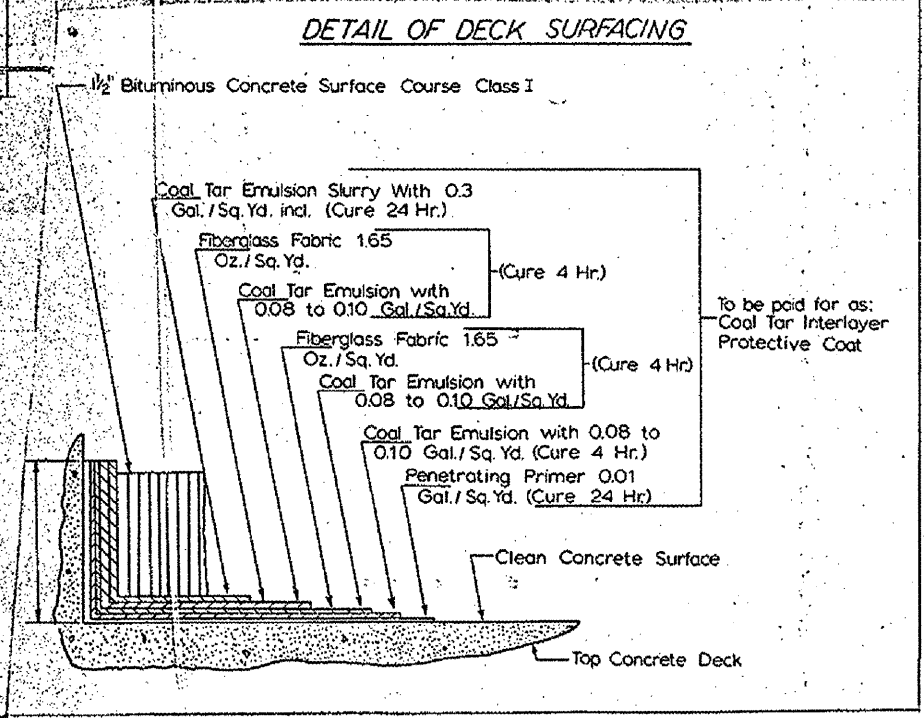 DETAIL OF DECK SURFACING
1½" Bituminous Concrete Surface Course Class I
Coal Tar Emulsion Slurry With 0.3
Gal./Sq.Yd. incl. (Cure 24 Hr.)
Fiberglass Fabric 1.65
Oz./Sq.Yd.
(Cure 4 Hr.)
Coal Tar Emulsion with
0.08 to 0.10 Gal./Sq.Yd.
To be paid for as:
Coal Tar Interlayer
Protective Coat
Fiberglass Fabric 1.65
Oz./Sq.Yd.
(Cure 4 Hr.)
Coal Tar Emulsion with
0.08 to 0.10 Gal./Sq.Yd.
Coal Tar Emulsion with 0.08 to
0.10 Gal./Sq.Yd. (Cure 4 Hr.)
Penetrating Primer 0.01
Gal./Sq.Yd. (Cure 24 Hr.)
Clean Concrete Surface
Top Concrete Deck